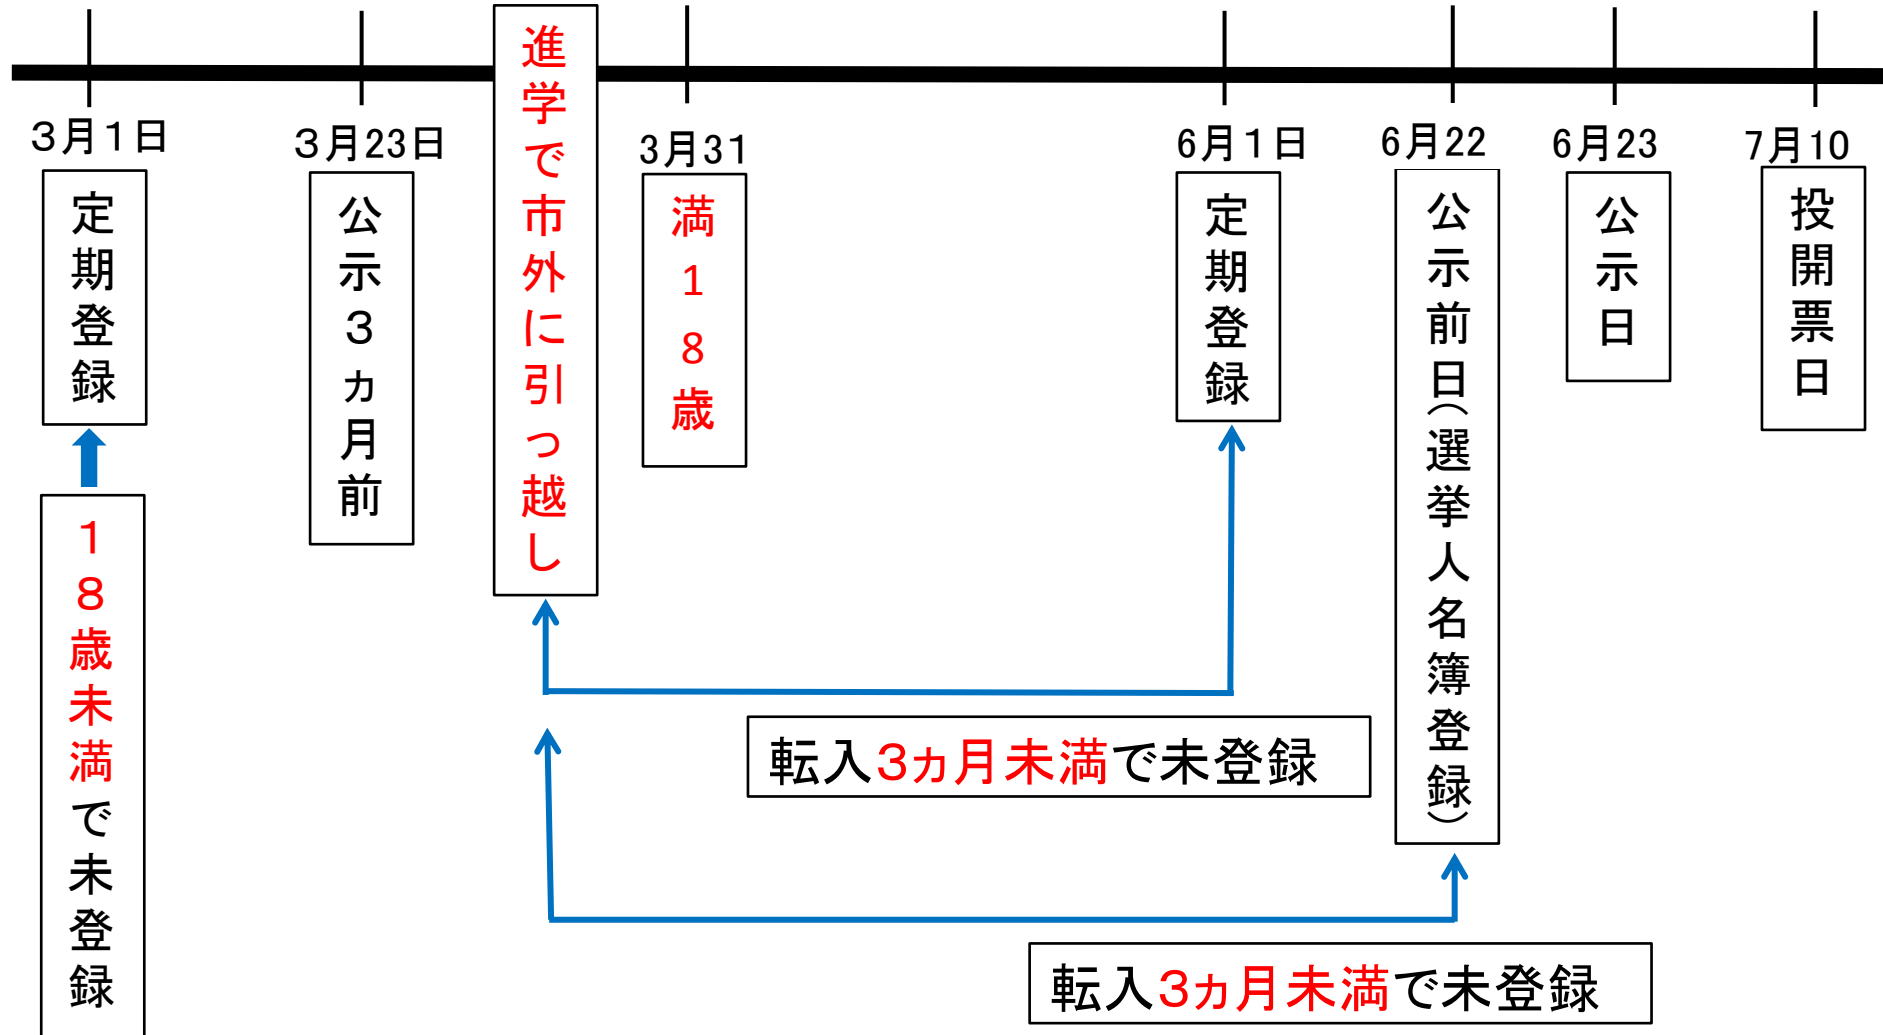 3月1日
定期登録
18歳未満で未登録
3月23日
公示3ヵ月前
進学で市外に引っ越し
3月31
満18歳
6月1日
定期登録
6月22
公示前日(選挙人名簿登録)
6月23
公示日
7月10
投開票日
転入3ヵ月未満で未登録
転入3ヵ月未満で未登録